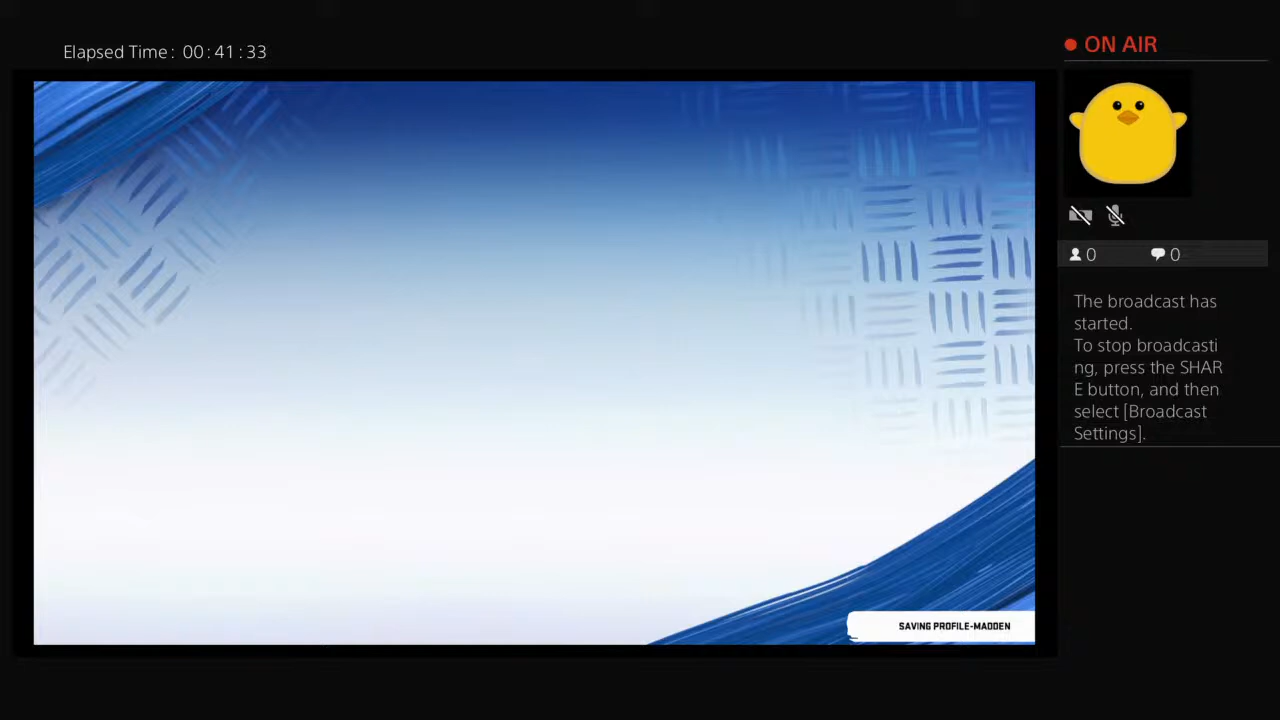 Elapsed Time: 00:41:33
ON AIR
0 0
The broadcast has
started.
To stop broadcasti
ng, press the SHAR
E button, and then
select [Broadcast
Settings].
SAVING PROFILE-MADDEN